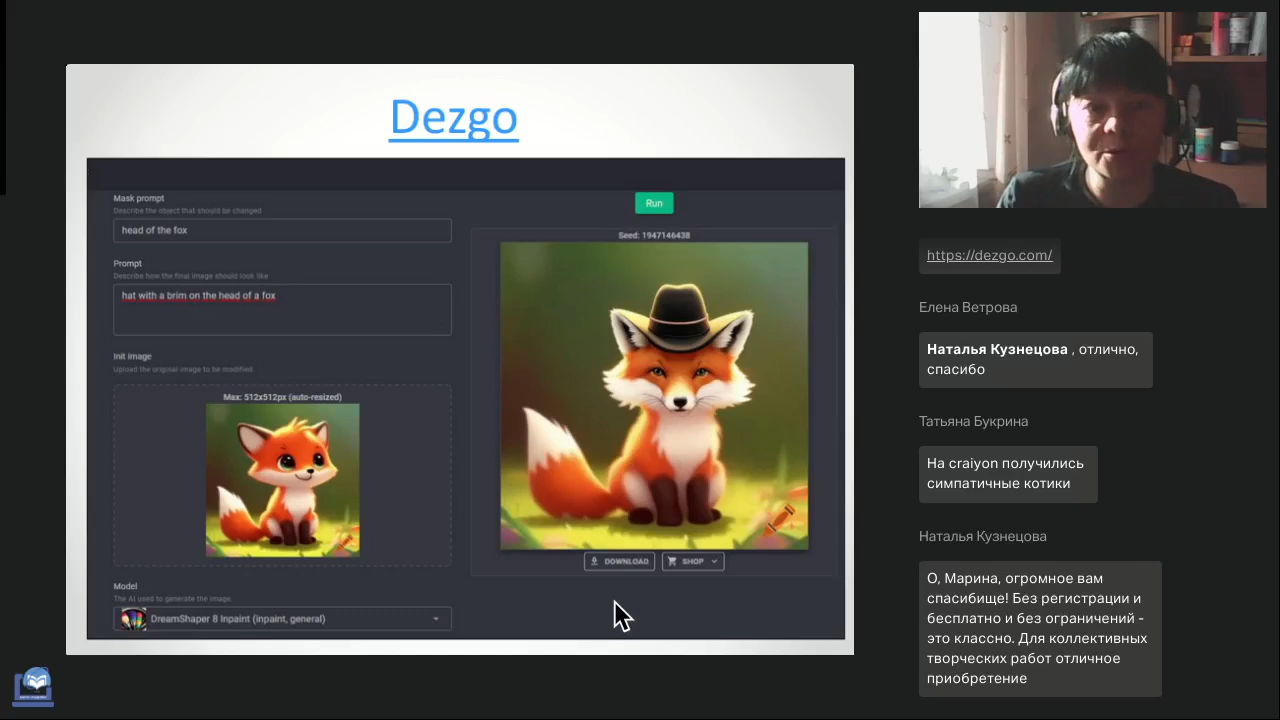 Dezgo
Mask prompt
Describe the object that should be changed
head of the fox
Prompt
Describe how the final image should look like
hat with a brim on the head of a fox
Init image
Upload the original image to be modified
Max: 512x512px (auto-resized)
Model
The AI used to generate the image.
DreamShaper 8 Inpaint (inpaint, general)
Run
Seed: 1947146438
DOWNLOAD
SHOP
https://dezgo.com/
Елена Ветрова
Наталья Кузнецова , отлично,
спасибо
Татьяна Букрина
На craiyon получились
симпатичные котики
Наталья Кузнецова
О, Марина, огромное вам
спасибище! Без регистрации и
бесплатно и без ограничений -
это классно. Для коллективных
творческих работ отличное
приобретение